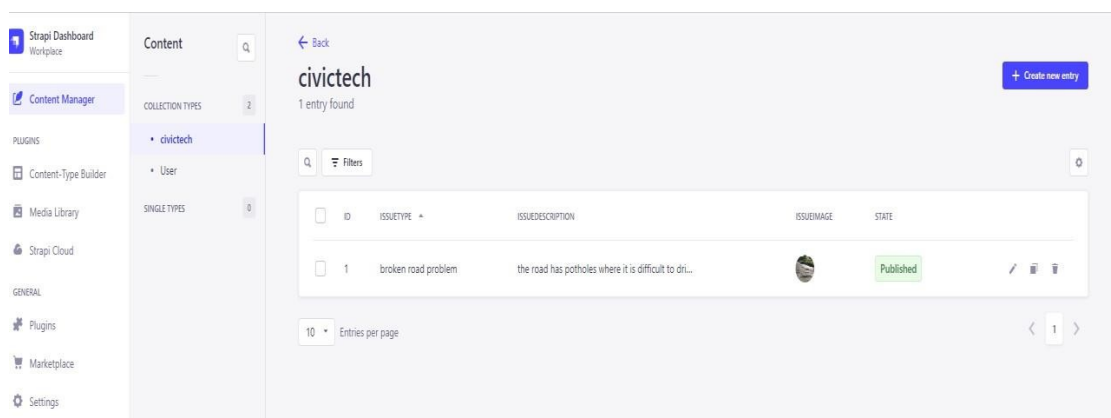 Strapi Dashboard
Workplace
Content Manager
PLUGINS
Content-Type Builder
Media Library
Strapi Cloud
GENERAL
Plugins
Marketplace
Settings
Content
COLLECTION TYPES 2
civictech
User
SINGLE TYPES 0
Back
civictech
1 entry found
Create new entry
Filters
ID ISSUETYPE ISSUEDESCRIPTION ISSUEIMAGE STATE
1 broken road problem the road has potholes where it is difficult to dri... Published
10 Entries per page
1